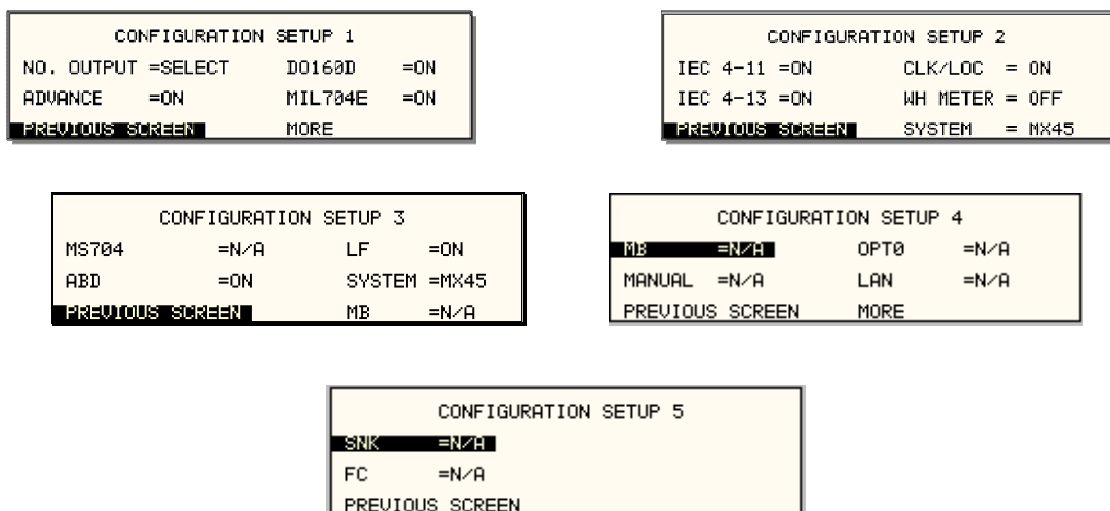 CONFIGURATION SETUP 1
NO. OUTPUT =SELECT DO160D =ON
ADVANCE =ON MIL704E =ON
PREVIOUS SCREEN MORE
CONFIGURATION SETUP 2
IEC 4-11 =ON CLK/LOC = ON
IEC 4-13 =ON WH METER = OFF
PREVIOUS SCREEN SYSTEM = MX45
CONFIGURATION SETUP 3
MS704 =N/A LF =ON
ABD =ON SYSTEM =MX45
PREVIOUS SCREEN MB =N/A
CONFIGURATION SETUP 4
MB =N/A OPT0 =N/A
MANUAL =N/A LAN =N/A
PREVIOUS SCREEN MORE
CONFIGURATION SETUP 5
SNK =N/A
FC =N/A
PREVIOUS SCREEN